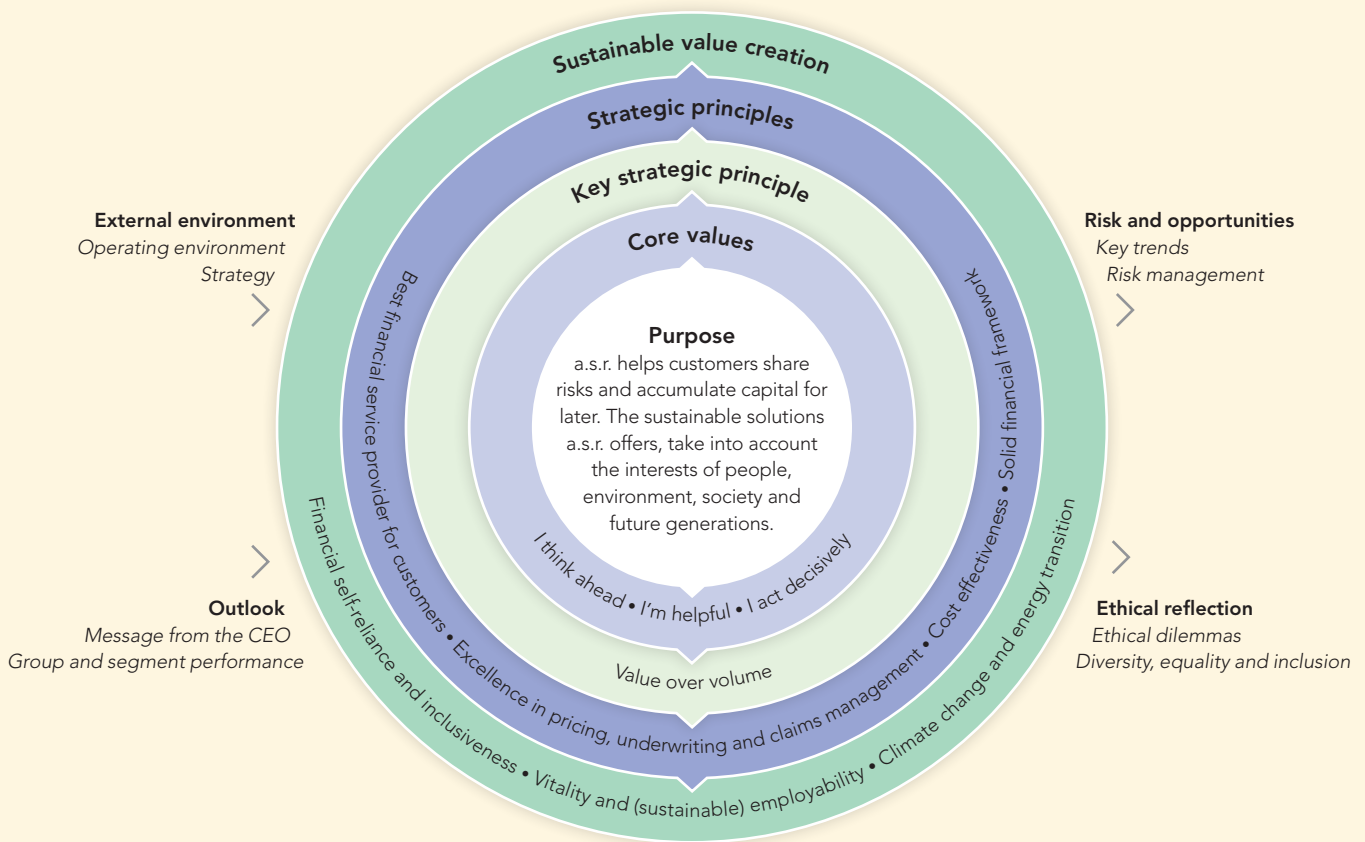 Sustainable value creation
Strategic principles
Key strategic principle
Core values
Purpose
a.s.r. helps customers share
risks and accumulate capital for
later. The sustainable solutions
a.s.r. offers, take into account
the interests of people,
environment, society and
future generations.
I think ahead • I'm helpful • I act decisively
Value over volume
Best financial service provider for customers • Excellence in pricing, underwriting and claims management • Cost effectiveness • Solid financial framework
Financial self-reliance and inclusiveness • Vitality and (sustainable) employability • Climate change and energy transition
External environment
Operating environment
Strategy
Outlook
Message from the CEO
Group and segment performance
Risk and opportunities
Key trends
Risk management
Ethical reflection
Ethical dilemmas
Diversity, equality and inclusion